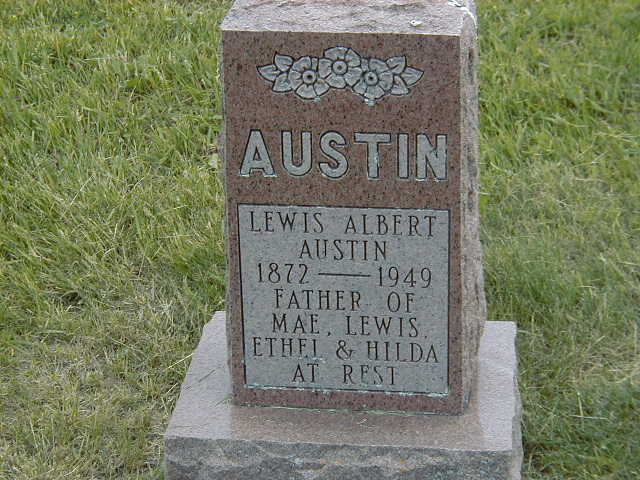 AUSTIN
LEWIS ALBERT
AUSTIN
1872 — 1949
FATHER OF
MAE, LEWIS,
ETHEL & HILDA
AT REST